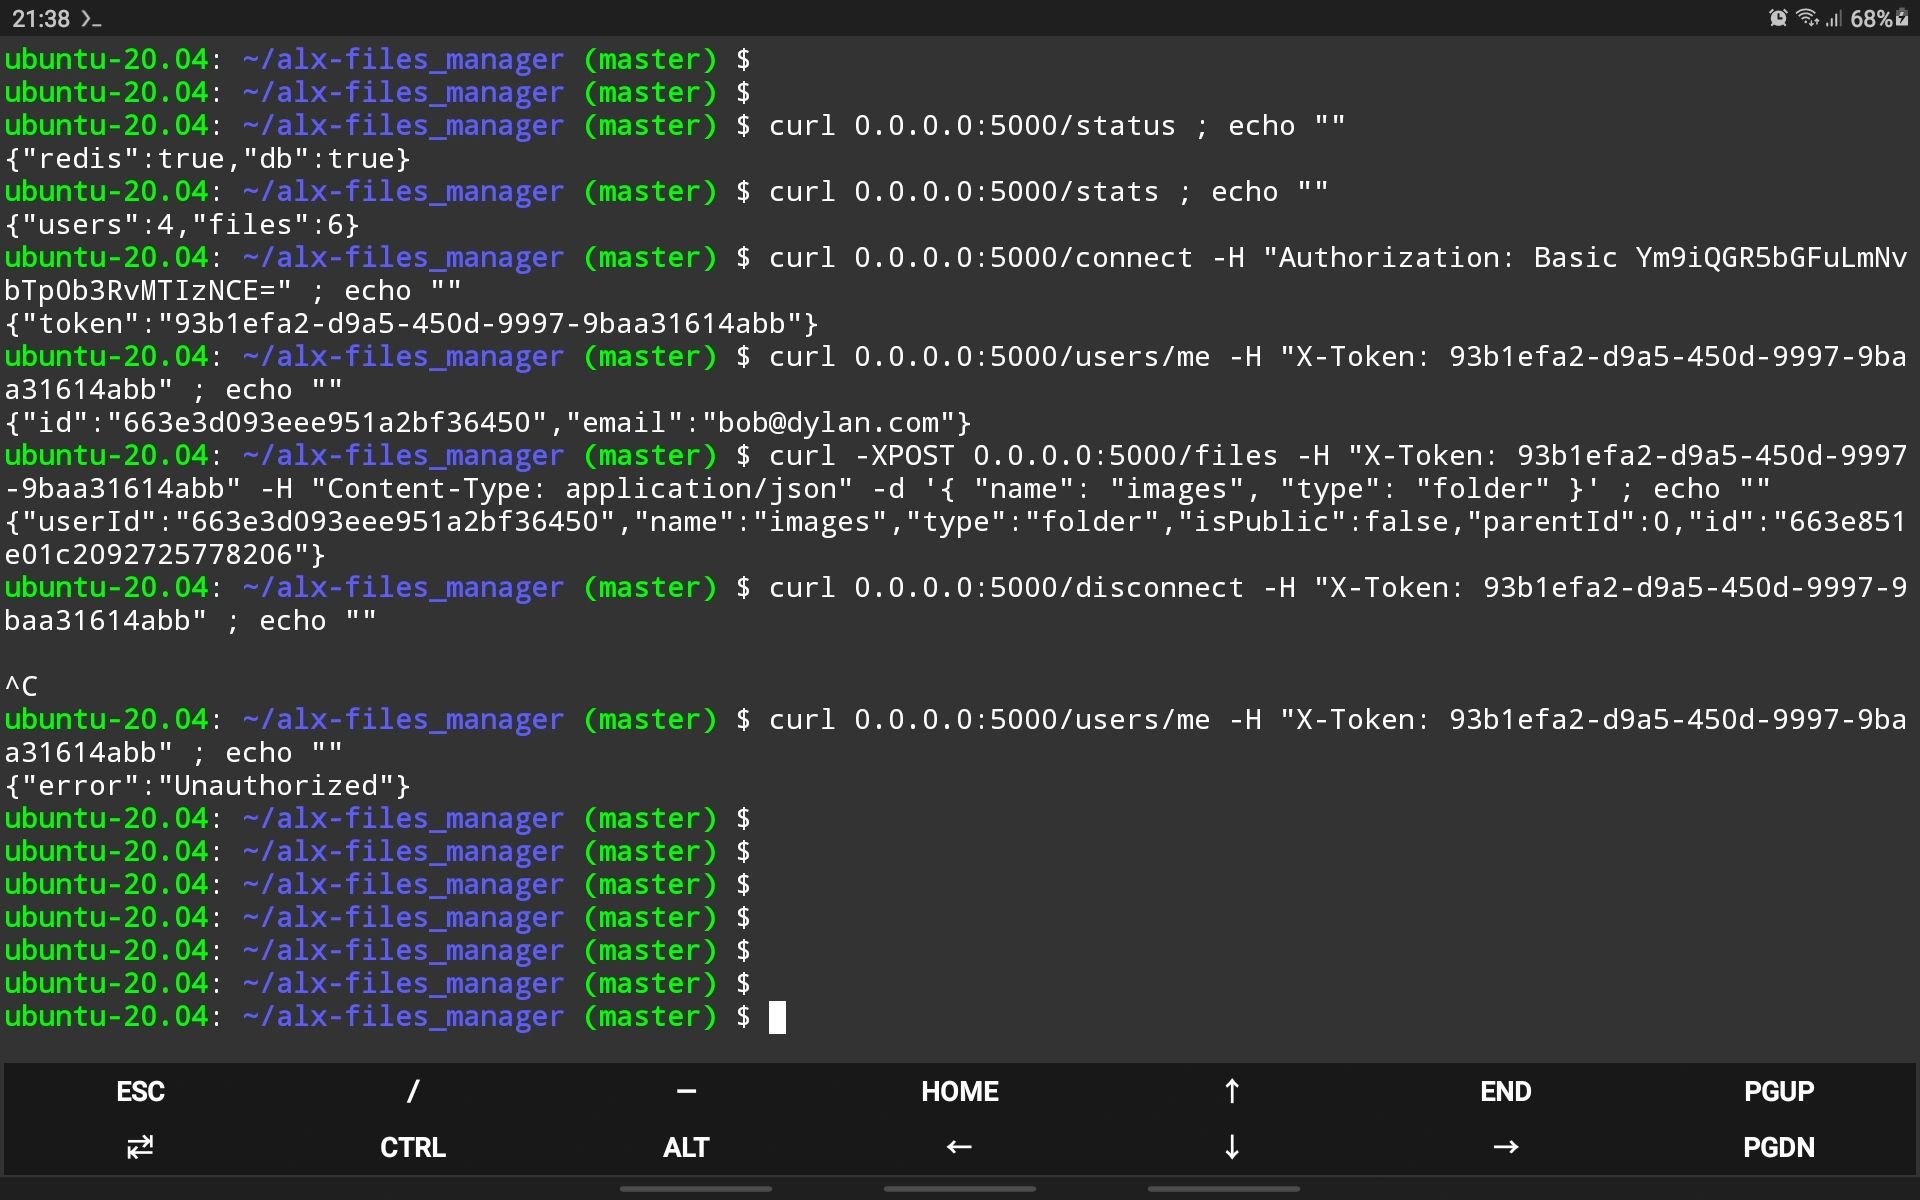 21:38 >_ 68%
ubuntu-20.04: ~/alx-files_manager (master) $
ubuntu-20.04: ~/alx-files_manager (master) $
ubuntu-20.04: ~/alx-files_manager (master) $ curl 0.0.0.0:5000/status ; echo ""
{"redis":true,"db":true}
ubuntu-20.04: ~/alx-files_manager (master) $ curl 0.0.0.0:5000/stats ; echo ""
{"users":4,"files":6}
ubuntu-20.04: ~/alx-files_manager (master) $ curl 0.0.0.0:5000/connect -H "Authorization: Basic Ym9iQGR5bGFuLmNv
bTpOb3RvMTIzNCE=" ; echo ""
{"token":"93b1efa2-d9a5-450d-9997-9baa31614abb"}
ubuntu-20.04: ~/alx-files_manager (master) $ curl 0.0.0.0:5000/users/me -H "X-Token: 93b1efa2-d9a5-450d-9997-9ba
a31614abb" ; echo ""
{"id":"663e3d093eee951a2bf36450","email":"bob@dylan.com"}
ubuntu-20.04: ~/alx-files_manager (master) $ curl -XPOST 0.0.0.0:5000/files -H "X-Token: 93b1efa2-d9a5-450d-9997
-9baa31614abb" -H "Content-Type: application/json" -d '{ "name": "images", "type": "folder" }' ; echo ""
{"userId":"663e3d093eee951a2bf36450","name":"images","type":"folder","isPublic":false,"parentId":0,"id":"663e851
e01c2092725778206"}
ubuntu-20.04: ~/alx-files_manager (master) $ curl 0.0.0.0:5000/disconnect -H "X-Token: 93b1efa2-d9a5-450d-9997-9
baa31614abb" ; echo ""
^C
ubuntu-20.04: ~/alx-files_manager (master) $ curl 0.0.0.0:5000/users/me -H "X-Token: 93b1efa2-d9a5-450d-9997-9ba
a31614abb" ; echo ""
{"error":"Unauthorized"}
ubuntu-20.04: ~/alx-files_manager (master) $
ubuntu-20.04: ~/alx-files_manager (master) $
ubuntu-20.04: ~/alx-files_manager (master) $
ubuntu-20.04: ~/alx-files_manager (master) $
ubuntu-20.04: ~/alx-files_manager (master) $
ubuntu-20.04: ~/alx-files_manager (master) $
ubuntu-20.04: ~/alx-files_manager (master) $
ESC / — HOME ↑ END PGUP
⇄ CTRL ALT ← ↓ → PGDN